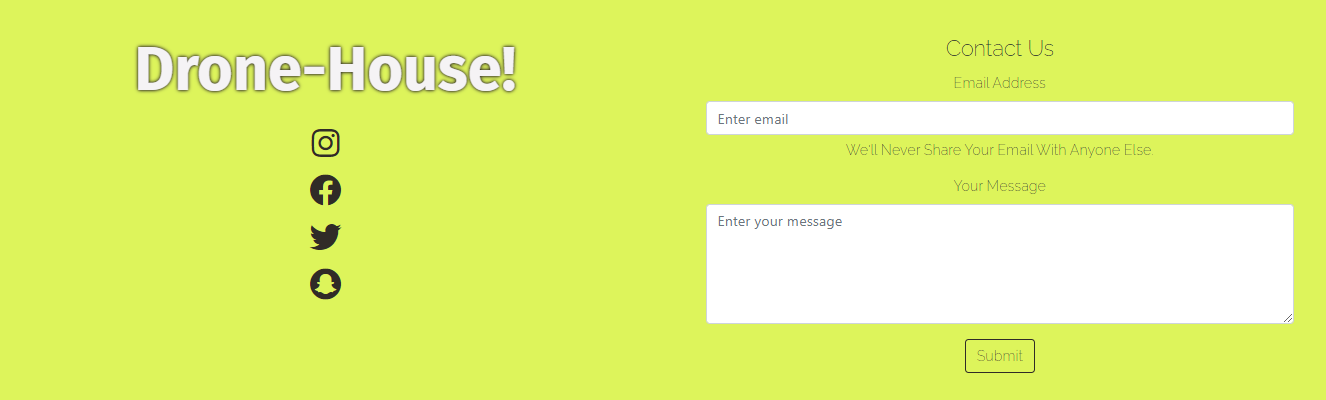 Drone-House!
Contact Us
Email Address
Enter email
We'll Never Share Your Email With Anyone Else.
Your Message
Enter your message
Submit